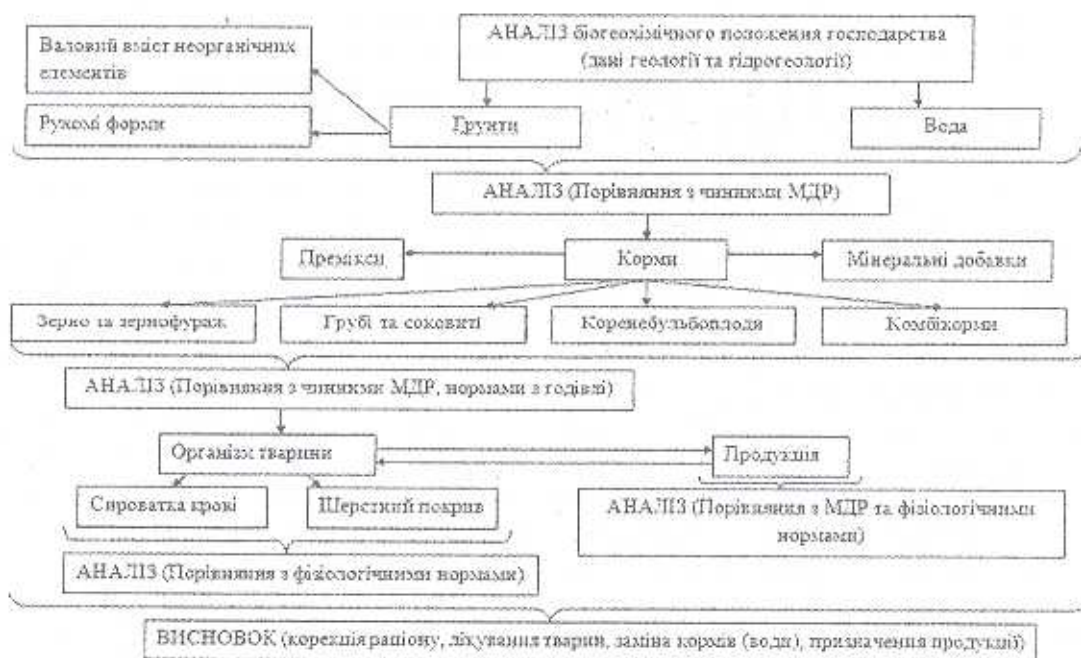 Валовий вміст неорганічних
елементів
АНАЛІЗ біогеохімічного положення господарства
(дані геології та гідрогеології)
Рухомі форми
Ґрунти
Вода
АНАЛІЗ (Порівняння з чинними МДР)
Премікси
Корми
Мінеральні добавки
Зерно та зернофураж
Грубі та соковиті
Коренебульбоплоди
Комбікорми
АНАЛІЗ (Порівняння з чинними МДР, нормами з годівлі)
Організм тварини
Продукція
Сироватка крові
Шерстний покрив
АНАЛІЗ (Порівняння з МДР та фізіологічними
нормами)
АНАЛІЗ (Порівняння з фізіологічними нормами)
ВИСНОВОК (корекція раціону, лікування тварин, заміна кормів (води), призначення продукції)